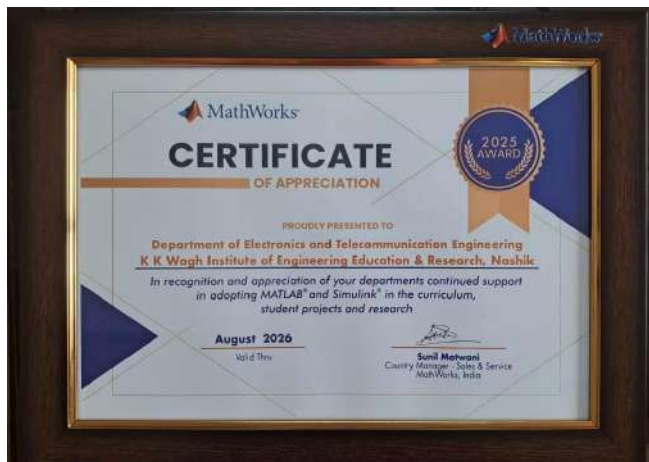 MathWorks
MathWorks
CERTIFICATE
OF APPRECIATION
2025
AWARD
PROUDLY PRESENTED TO
Department of Electronics and Telecommunication Engineering
K K Wagh Institute of Engineering Education & Research, Nashik
In recognition and appreciation of your departments continued support
in adopting MATLAB® and Simulink® in the curriculum,
student projects and research
August 2026
Valid Thru
Sunil Motwani
Country Manager - Sales & Service
MathWorks, India